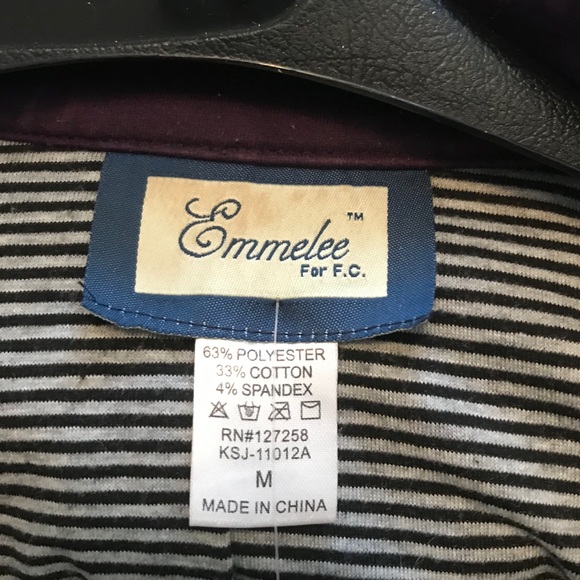 Emmelee™
For F.C.
63% POLYESTER
33% COTTON
4% SPANDEX
RN#127258
KSJ-11012A
M
MADE IN CHINA